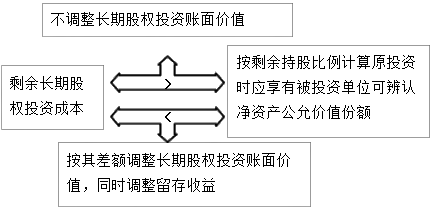 不调整长期股权投资账面价值
剩余长期股
权投资成本
>
<
按剩余持股比例计算原投资
时应享有被投资单位可辨认
净资产公允价值份额
按其差额调整长期股权投资账面价
值，同时调整留存收益